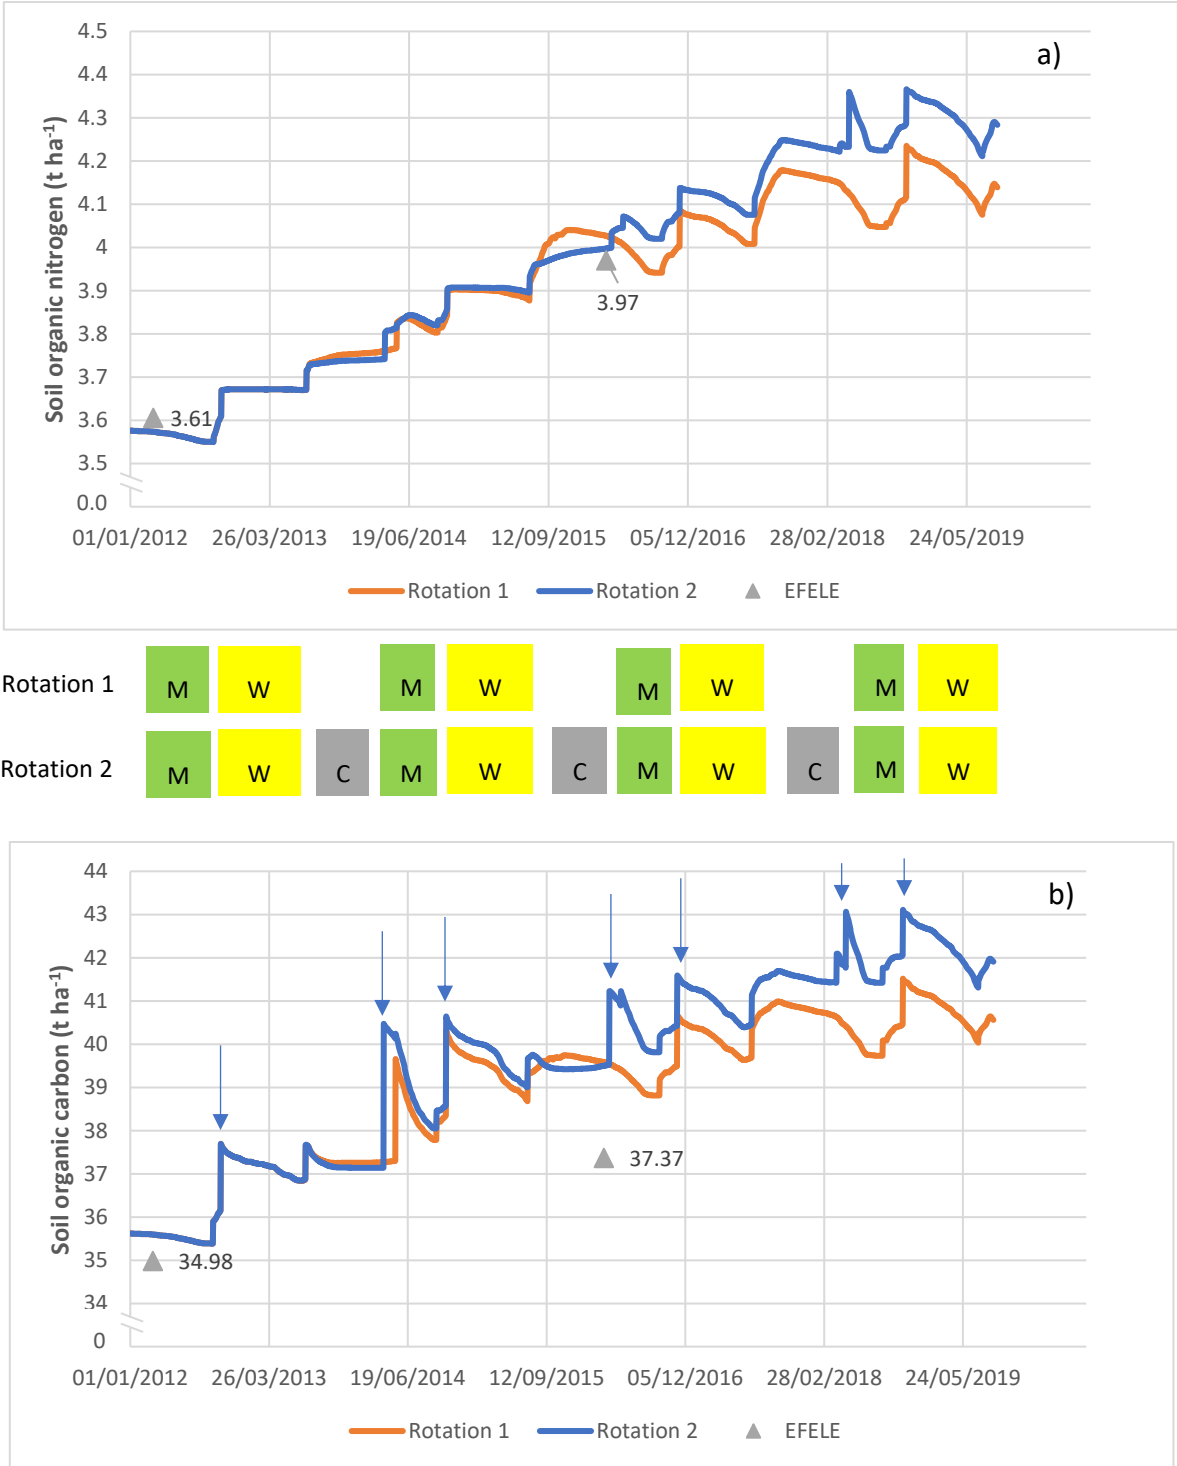 a)
Soil organic nitrogen (t ha⁻¹)
4.5
4.4
4.3
4.2
4.1
4
3.9
3.8
3.7
3.6
3.5
0.0
3.61
3.97
01/01/2012 26/03/2013 19/06/2014 12/09/2015 05/12/2016 28/02/2018 24/05/2019
Rotation 1 Rotation 2 EFELE
Rotation 1 M W M W M W M W
Rotation 2 M W C M W C M W C M W
b)
Soil organic carbon (t ha⁻¹)
44
43
42
41
40
39
38
37
36
35
34
0
37.37
34.98
01/01/2012 26/03/2013 19/06/2014 12/09/2015 05/12/2016 28/02/2018 24/05/2019
Rotation 1 Rotation 2 EFELE